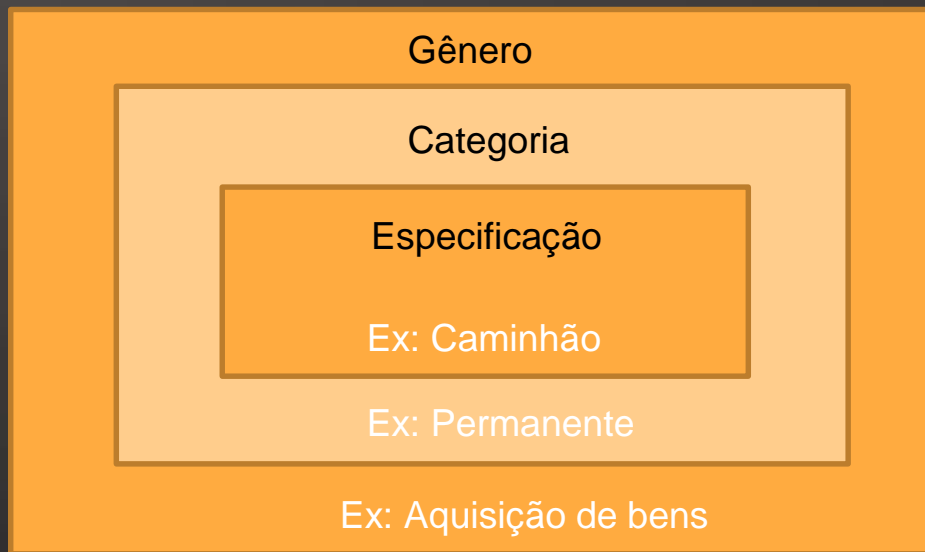 Gênero
Categoria
Especificação
Ex: Caminhão
Ex: Permanente
Ex: Aquisição de bens